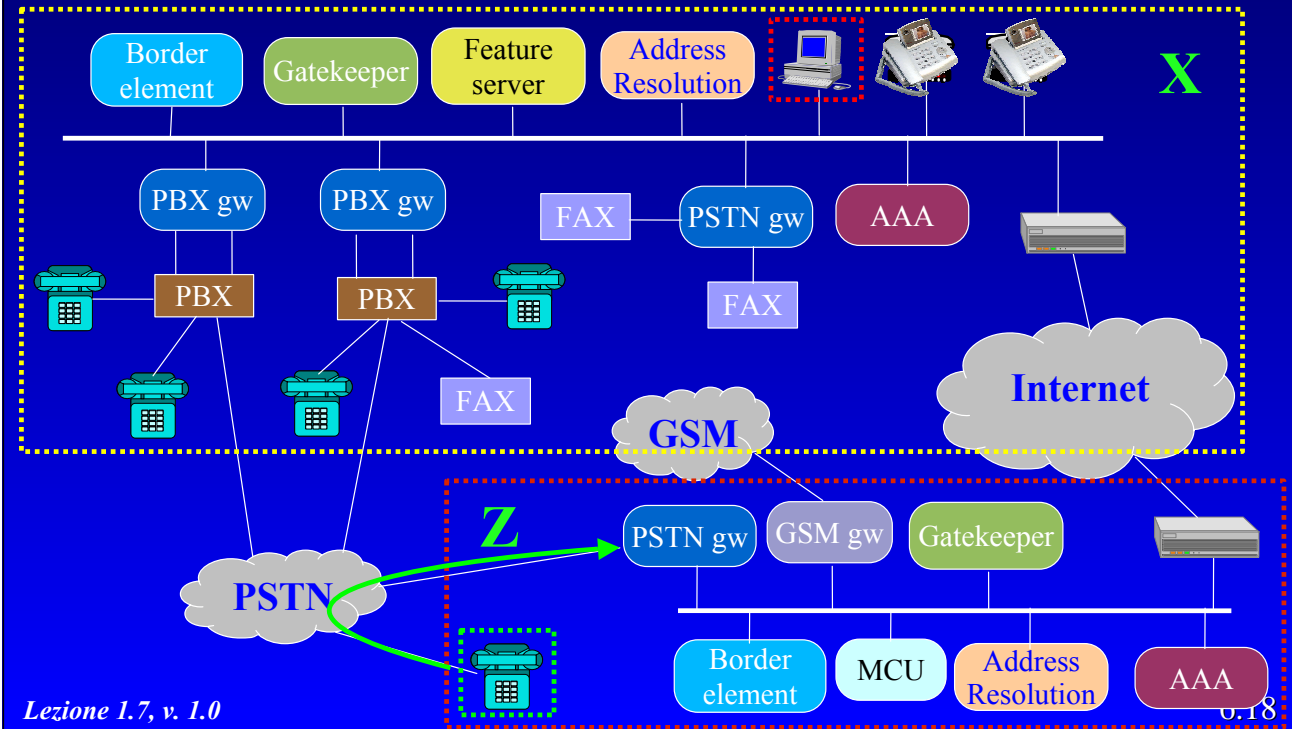 Border
element
Gatekeeper
Feature
server
Address
Resolution
X
PBX gw
PBX gw
FAX
PSTN gw
AAA
PBX
PBX
FAX
FAX
Internet
GSM
Z
PSTN gw
GSM gw
Gatekeeper
PSTN
Border
element
MCU
Address
Resolution
AAA
Lezione 1.7, v. 1.0
6.18